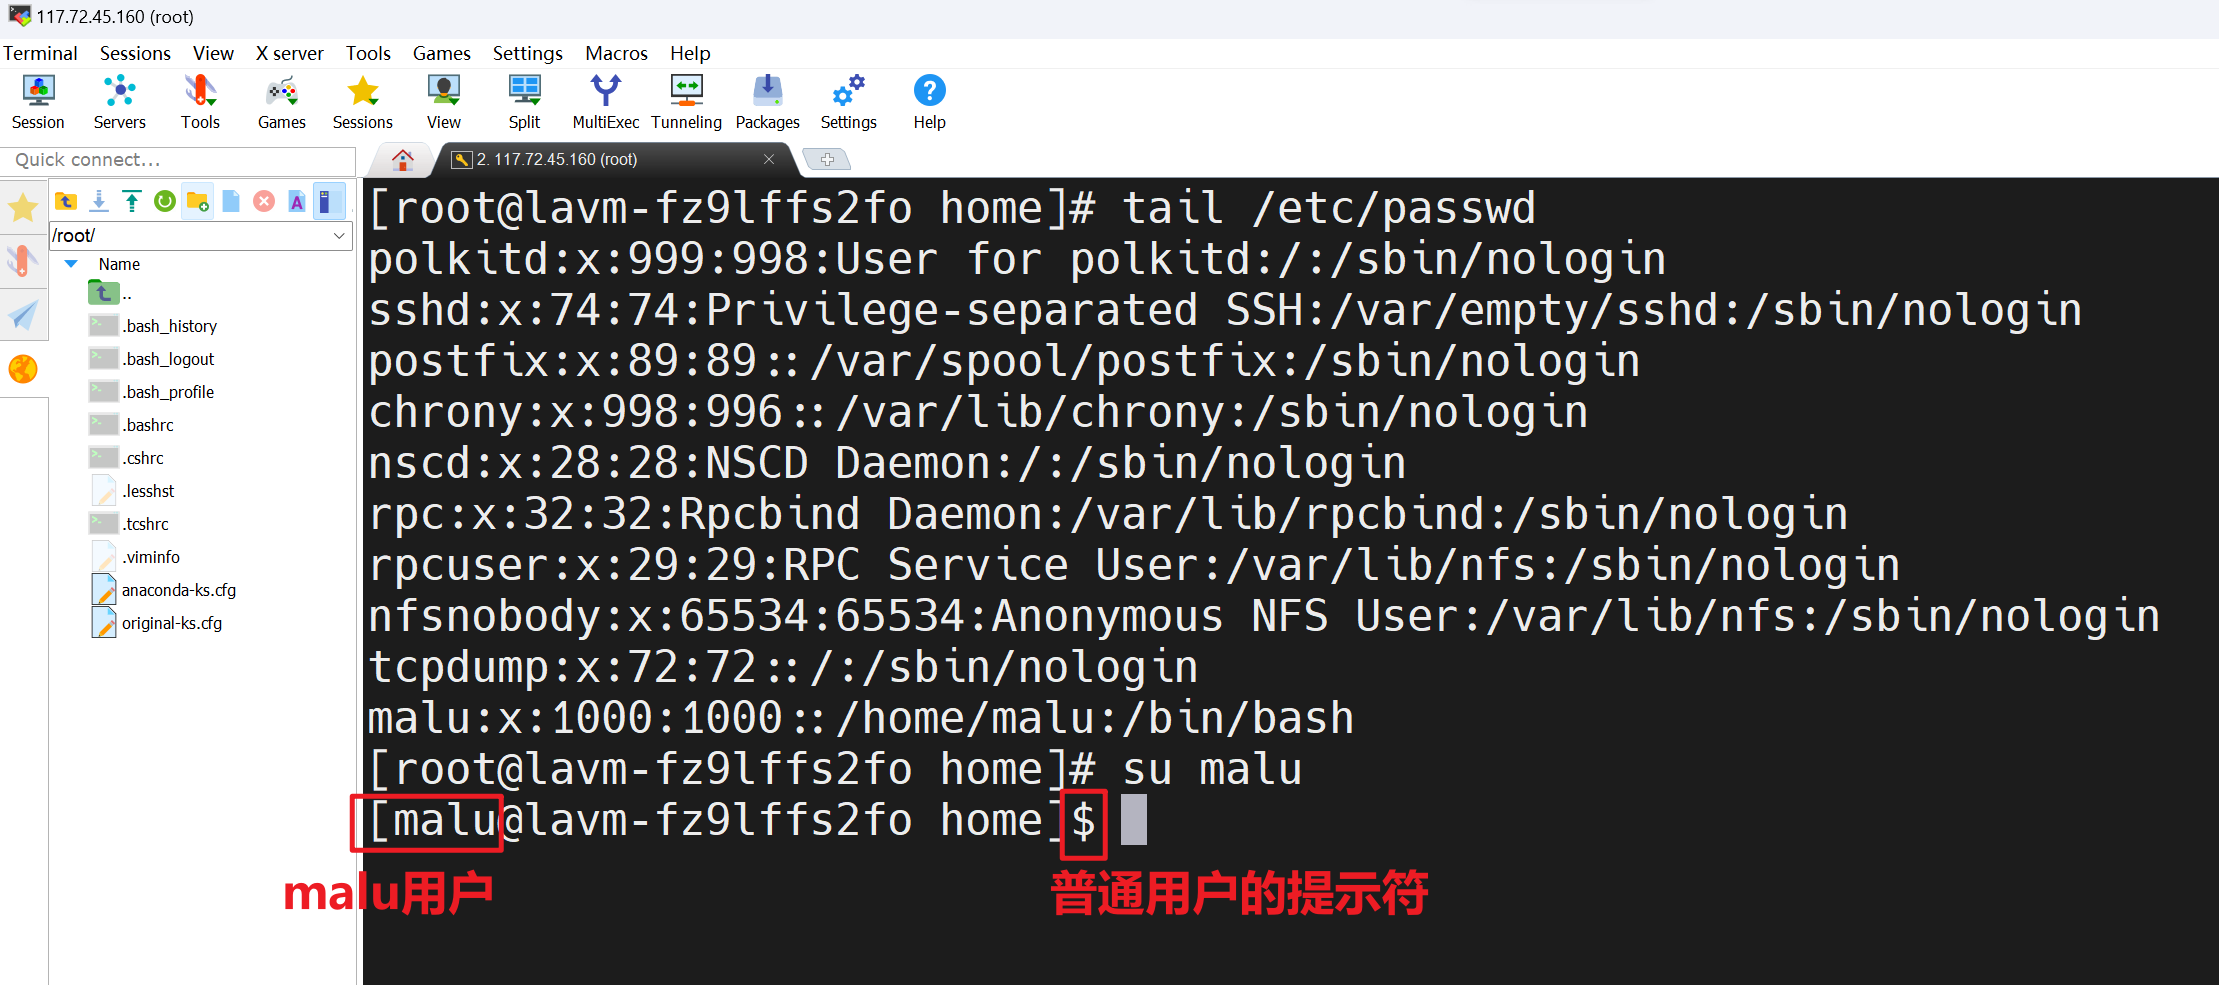 117.72.45.160 (root)
Terminal Sessions View X server Tools Games Settings Macros Help
Session Servers Tools Games Sessions View Split MultiExec Tunneling Packages Settings Help
Quick connect...
2. 117.72.45.160 (root)
/root/
Name
..
.bash_history
.bash_logout
.bash_profile
.bashrc
.cshrc
.lesshst
.tcshrc
.viminfo
anaconda-ks.cfg
original-ks.cfg
[root@lavm-fz9lffs2fo home]# tail /etc/passwd
polkitd:x:999:998:User for polkitd:/:/sbin/nologin
sshd:x:74:74:Privilege-separated SSH:/var/empty/sshd:/sbin/nologin
postfix:x:89:89::/var/spool/postfix:/sbin/nologin
chrony:x:998:996::/var/lib/chrony:/sbin/nologin
nscd:x:28:28:NSCD Daemon:/:/sbin/nologin
rpc:x:32:32:Rpcbind Daemon:/var/lib/rpcbind:/sbin/nologin
rpcuser:x:29:29:RPC Service User:/var/lib/nfs:/sbin/nologin
nfsnobody:x:65534:65534:Anonymous NFS User:/var/lib/nfs:/sbin/nologin
tcpdump:x:72:72::/:/sbin/nologin
malu:x:1000:1000::/home/malu:/bin/bash
[root@lavm-fz9lffs2fo home]# su malu
[malu@lavm-fz9lffs2fo home]$
malu用户
普通用户的提示符